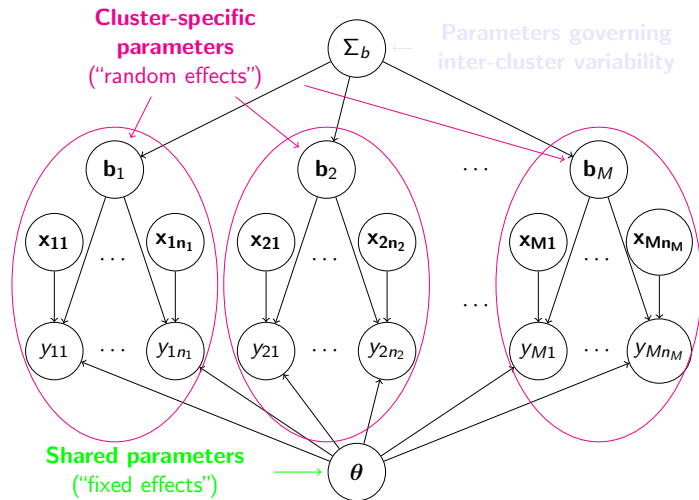 Cluster-specific
parameters
("random effects")
Σ_b
Parameters governing
inter-cluster variability
b_1
b_2
...
b_M
x_11
...
x_1n_1
x_21
...
x_2n_2
x_M1
...
x_Mn_M
...
y_11
...
y_1n_1
y_21
...
y_2n_2
y_M1
...
y_Mn_M
Shared parameters
("fixed effects")
θ